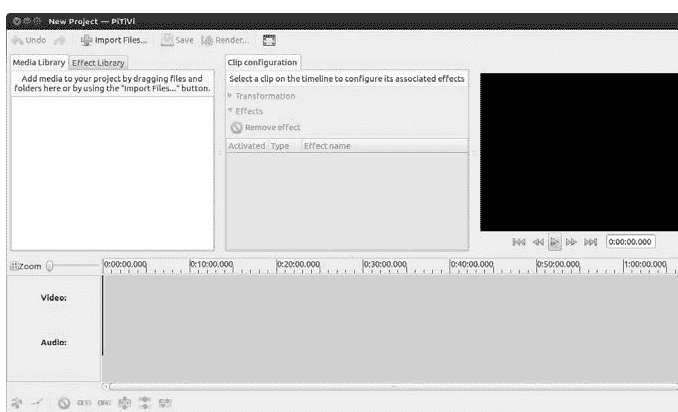 New Project — PiTiVi
Undo Import Files... Save Render...
Media Library Effect Library
Add media to your project by dragging files and
folders here or by using the "Import Files..." button.
Clip configuration
Select a clip on the timeline to configure its associated effects
Transformation
Effects
Remove effect
Activated Type Effect name
0:00:00.000
Zoom 0:00:00.000 0:10:00.000 0:20:00.000 0:30:00.000 0:40:00.000 0:50:00.000 1:00:00.000
Video:
Audio: